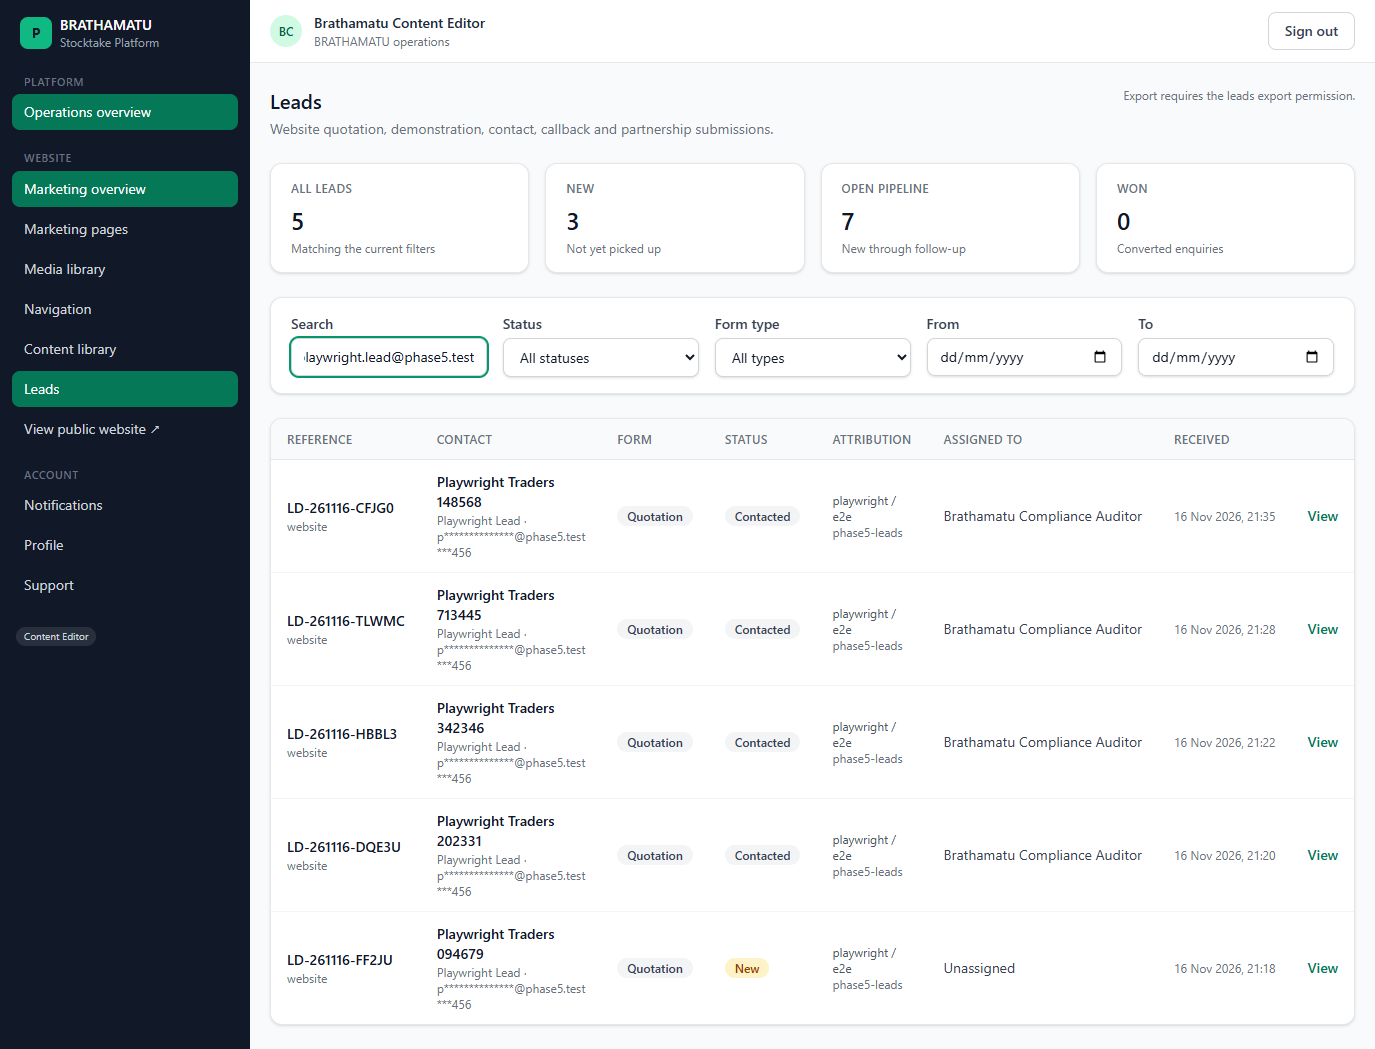 P
BRATHAMATU
Stocktake Platform
PLATFORM
Operations overview
WEBSITE
Marketing overview
Marketing pages
Media library
Navigation
Content library
Leads
View public website ↗
ACCOUNT
Notifications
Profile
Support
Content Editor
BC
Brathamatu Content Editor
BRATHAMATU operations
Sign out
Leads
Website quotation, demonstration, contact, callback and partnership submissions.
Export requires the leads export permission.
ALL LEADS
5
Matching the current filters
NEW
3
Not yet picked up
OPEN PIPELINE
7
New through follow-up
WON
0
Converted enquiries
Search
laywright.lead@phase5.test
Status
All statuses
Form type
All types
From
dd/mm/yyyy
To
dd/mm/yyyy
REFERENCE CONTACT FORM STATUS ATTRIBUTION ASSIGNED TO RECEIVED
LD-261116-CFJG0
website
Playwright Traders
148568
Playwright Lead ·
p**************@phase5.test
***456
Quotation
Contacted
playwright /
e2e
phase5-leads
Brathamatu Compliance Auditor
16 Nov 2026, 21:35
View
LD-261116-TLWMC
website
Playwright Traders
713445
Playwright Lead ·
p**************@phase5.test
***456
Quotation
Contacted
playwright /
e2e
phase5-leads
Brathamatu Compliance Auditor
16 Nov 2026, 21:28
View
LD-261116-HBBL3
website
Playwright Traders
342346
Playwright Lead ·
p**************@phase5.test
***456
Quotation
Contacted
playwright /
e2e
phase5-leads
Brathamatu Compliance Auditor
16 Nov 2026, 21:22
View
LD-261116-DQE3U
website
Playwright Traders
202331
Playwright Lead ·
p**************@phase5.test
***456
Quotation
Contacted
playwright /
e2e
phase5-leads
Brathamatu Compliance Auditor
16 Nov 2026, 21:20
View
LD-261116-FF2JU
website
Playwright Traders
094679
Playwright Lead ·
p**************@phase5.test
***456
Quotation
New
playwright /
e2e
phase5-leads
Unassigned
16 Nov 2026, 21:18
View